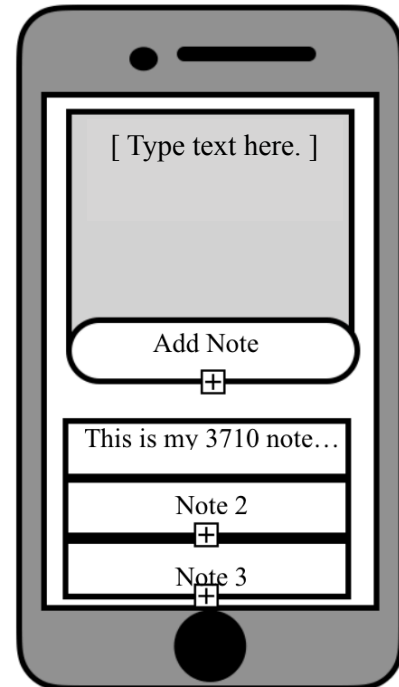 [ Type text here. ]
Add Note
This is my 3710 note…
Note 2
Note 3